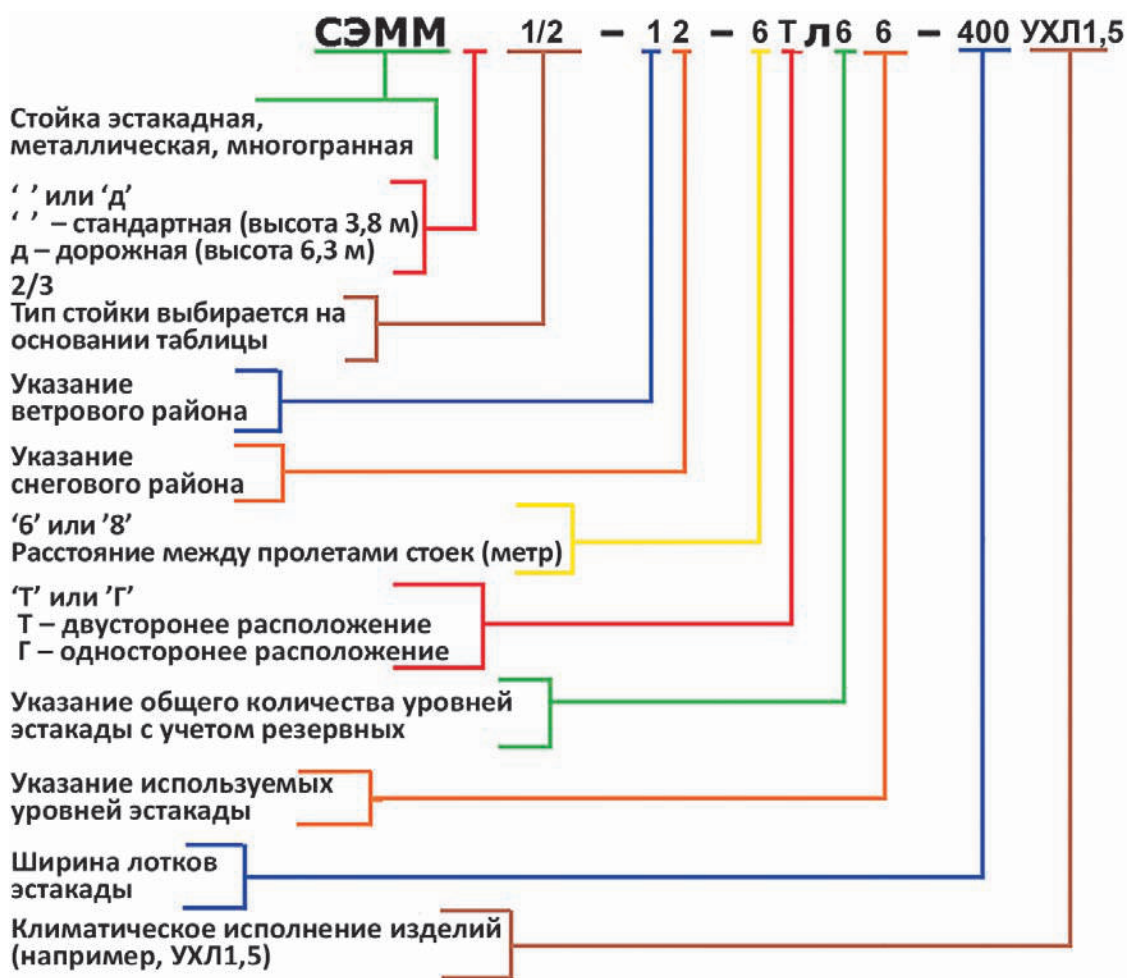 СЭММ 1/2 – 1 2 – 6 Т л 6 6 – 400 УХЛ1,5
Стойка эстакадная,
металлическая, многогранная
‘ ’ или ‘д’
‘ ’ – стандартная (высота 3,8 м)
д – дорожная (высота 6,3 м)
2/3
Тип стойки выбирается на
основании таблицы
Указание
ветрового района
Указание
снегового района
‘6’ или ’8’
Расстояние между пролетами стоек (метр)
‘Т’ или ’Г’
Т – двусторонее расположение
Г – односторонее расположение
Указание общего количества уровней
эстакады с учетом резервных
Указание используемых
уровней эстакады
Ширина лотков
эстакады
Климатическое исполнение изделий
(например, УХЛ1,5)